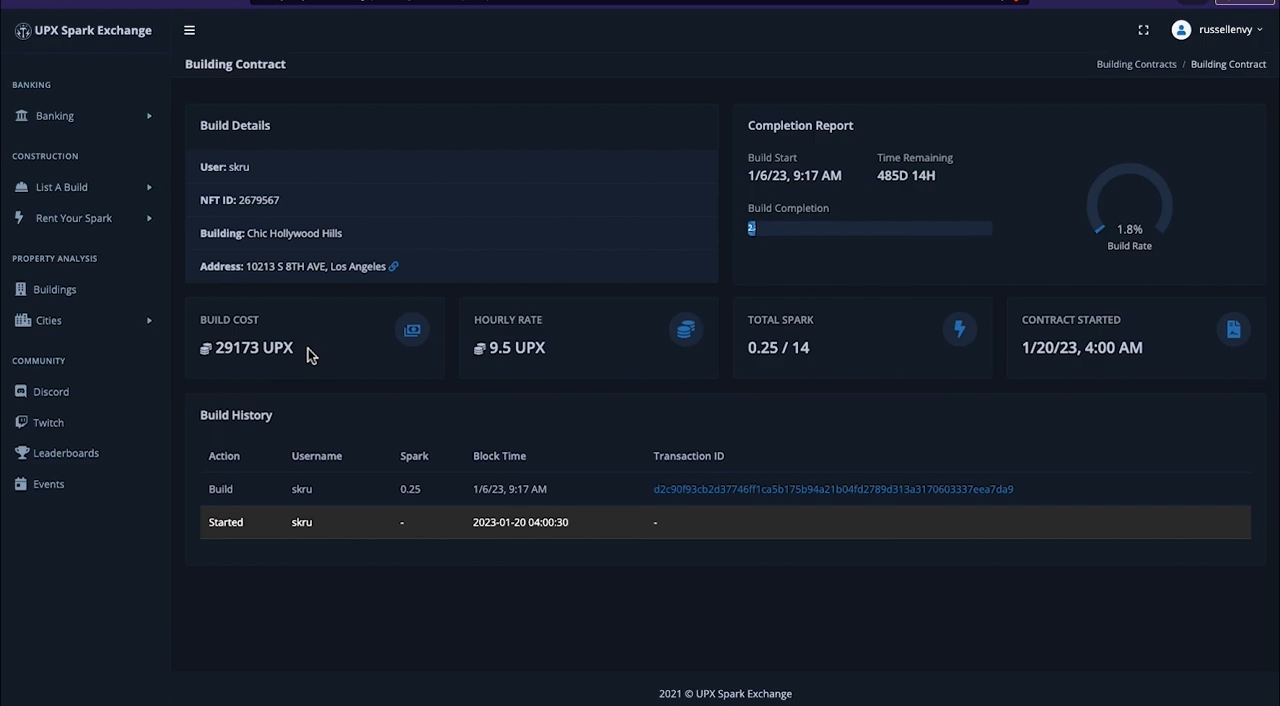 UPX Spark Exchange
russellenvy
Building Contract
Building Contracts / Building Contract
BANKING
Banking
CONSTRUCTION
List A Build
Rent Your Spark
PROPERTY ANALYSIS
Buildings
Cities
COMMUNITY
Discord
Twitch
Leaderboards
Events
Build Details
User: skru
NFT ID: 2679567
Building: Chic Hollywood Hills
Address: 10213 S 8TH AVE, Los Angeles
Completion Report
Build Start
1/6/23, 9:17 AM
Time Remaining
485D 14H
Build Completion
1.8%
Build Rate
BUILD COST
29173 UPX
HOURLY RATE
9.5 UPX
TOTAL SPARK
0.25 / 14
CONTRACT STARTED
1/20/23, 4:00 AM
Build History
Action Username Spark Block Time Transaction ID
Build skru 0.25 1/6/23, 9:17 AM d2c90f93cb2d37746ff1ca5b175b94a21b04fd2789d313a3170603337eea7da9
Started skru - 2023-01-20 04:00:30 -
2021 © UPX Spark Exchange